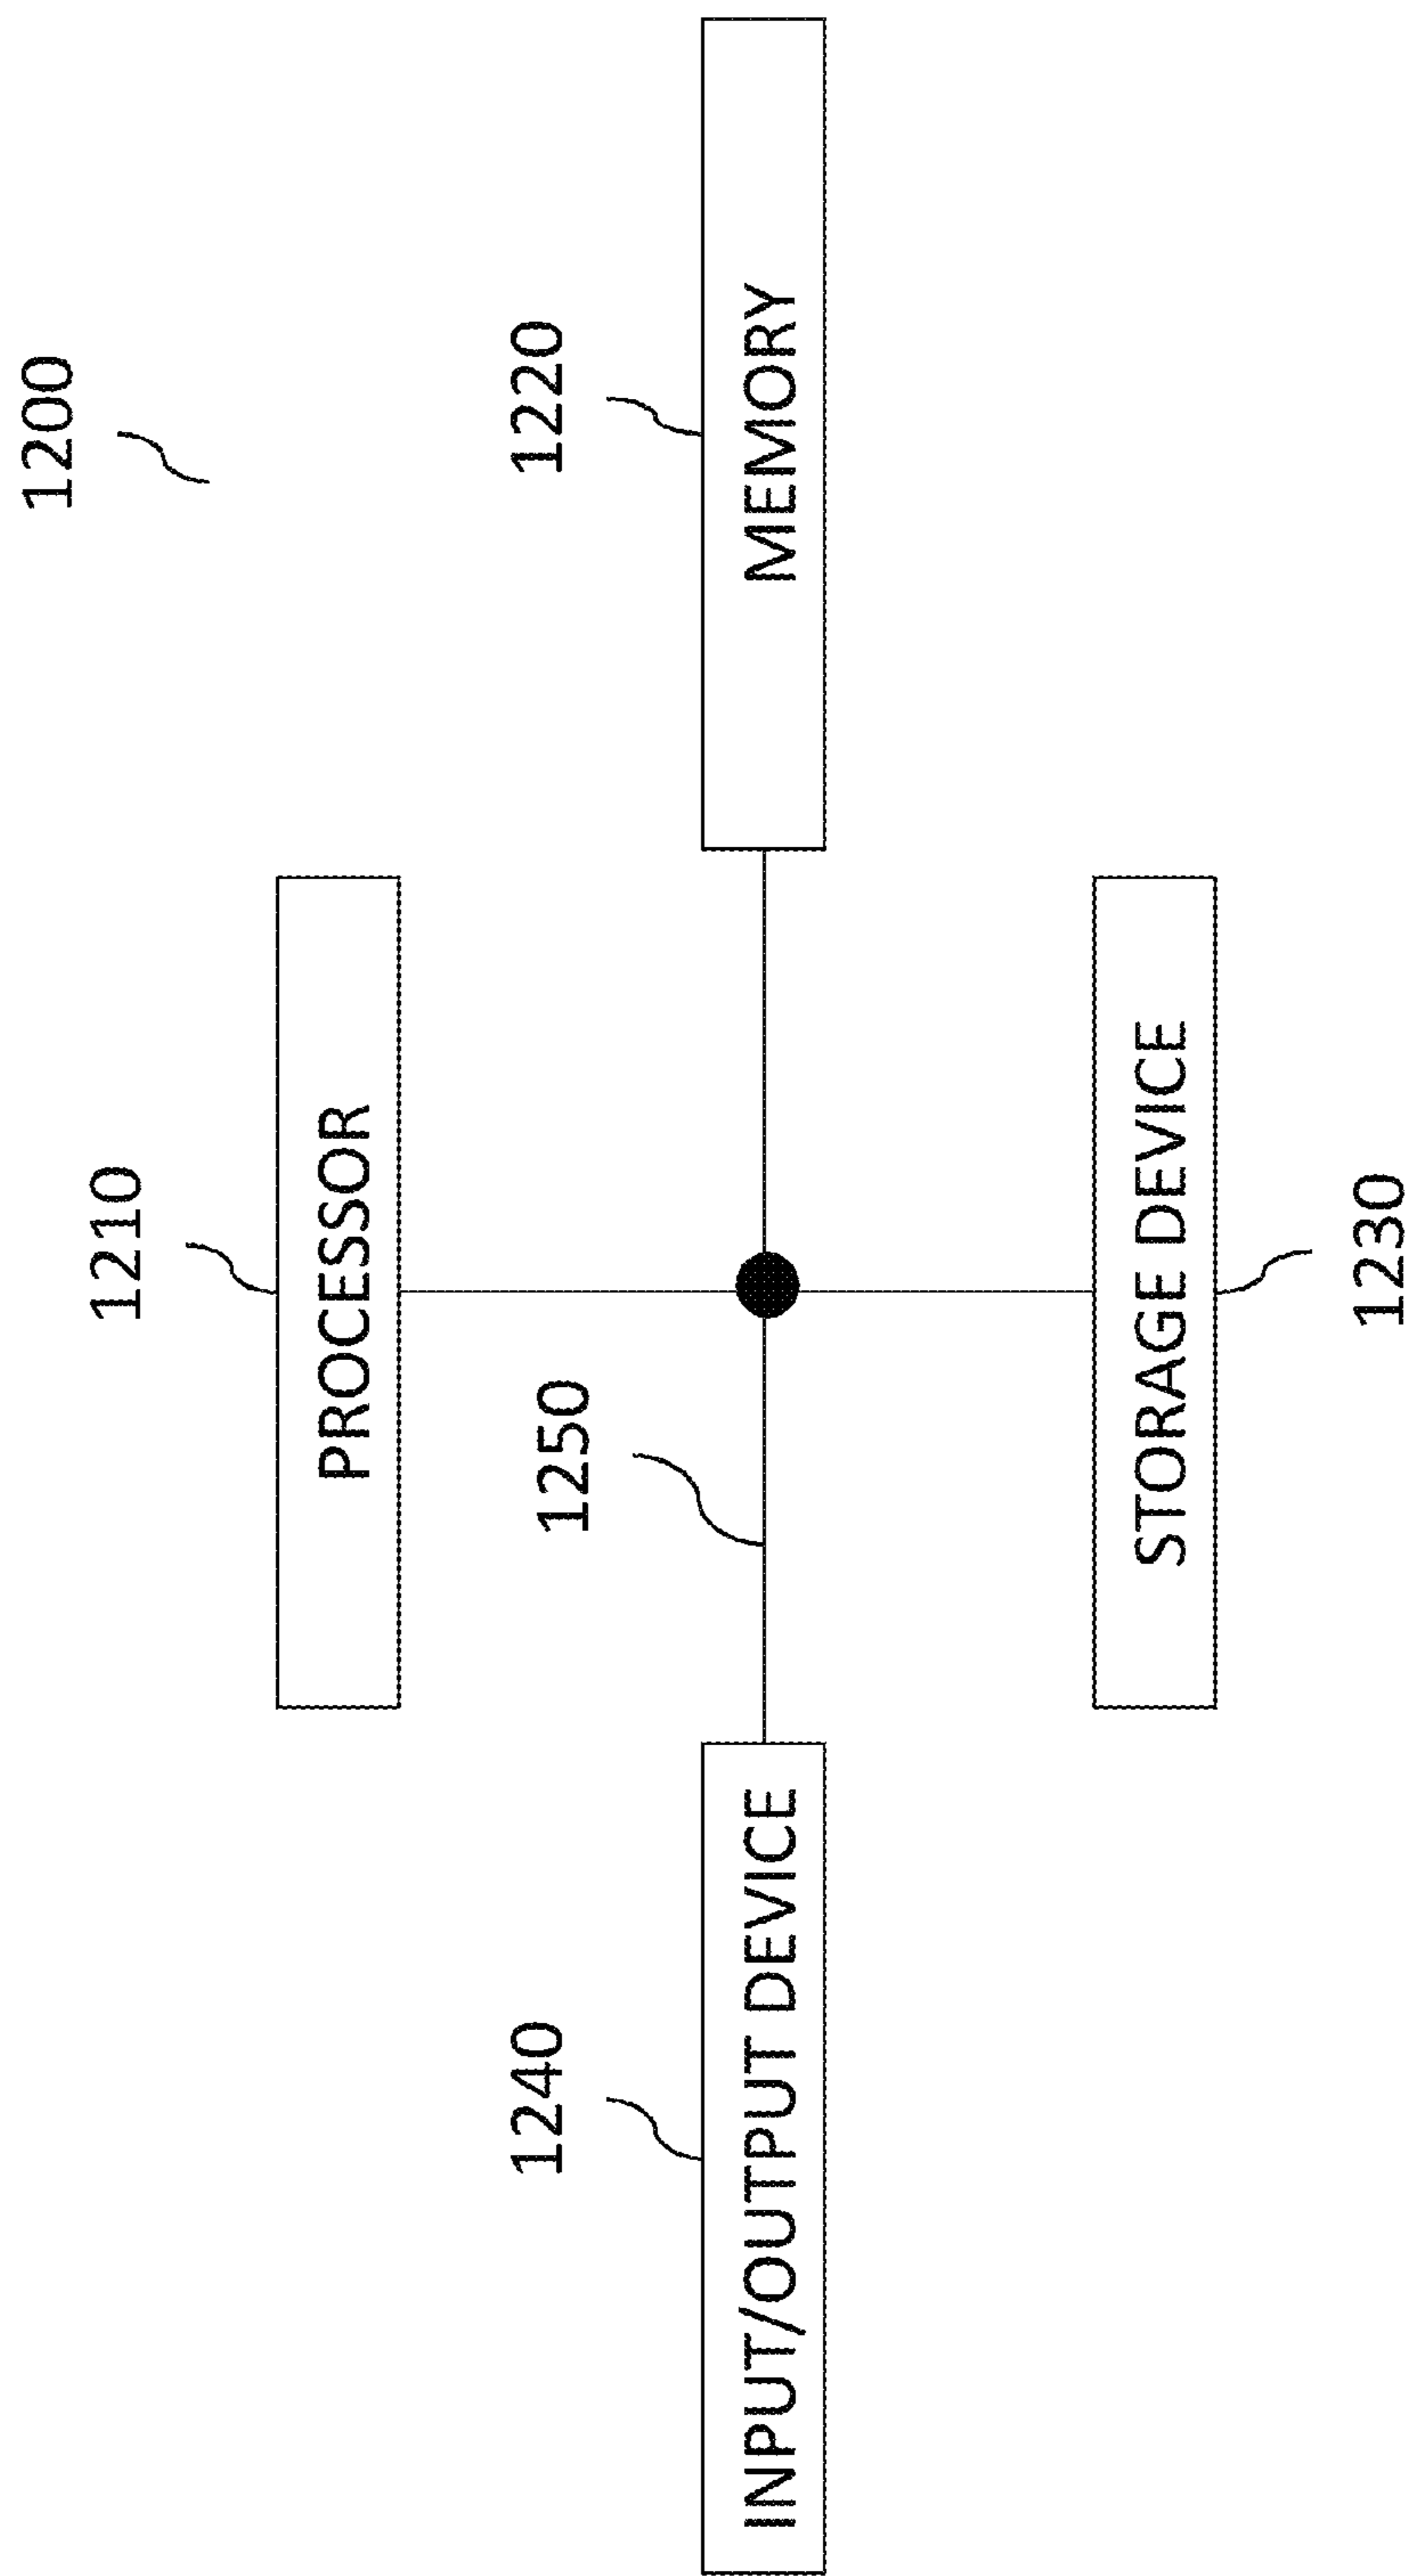 1200
1210
PROCESSOR
1240
1250
1220
INPUT/OUTPUT DEVICE
MEMORY
STORAGE DEVICE
1230